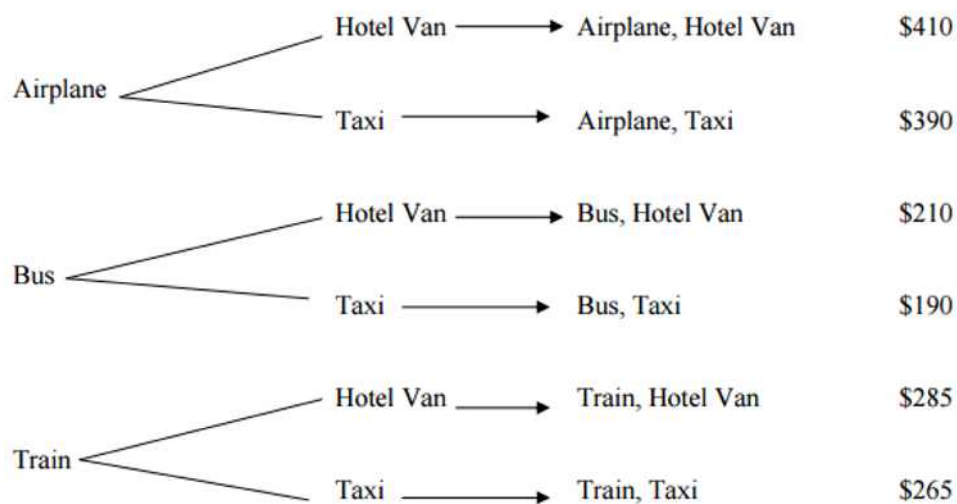 Hotel Van Airplane, Hotel Van $410
Airplane
Taxi Airplane, Taxi $390
Hotel Van Bus, Hotel Van $210
Bus
Taxi Bus, Taxi $190
Hotel Van Train, Hotel Van $285
Train
Taxi Train, Taxi $265